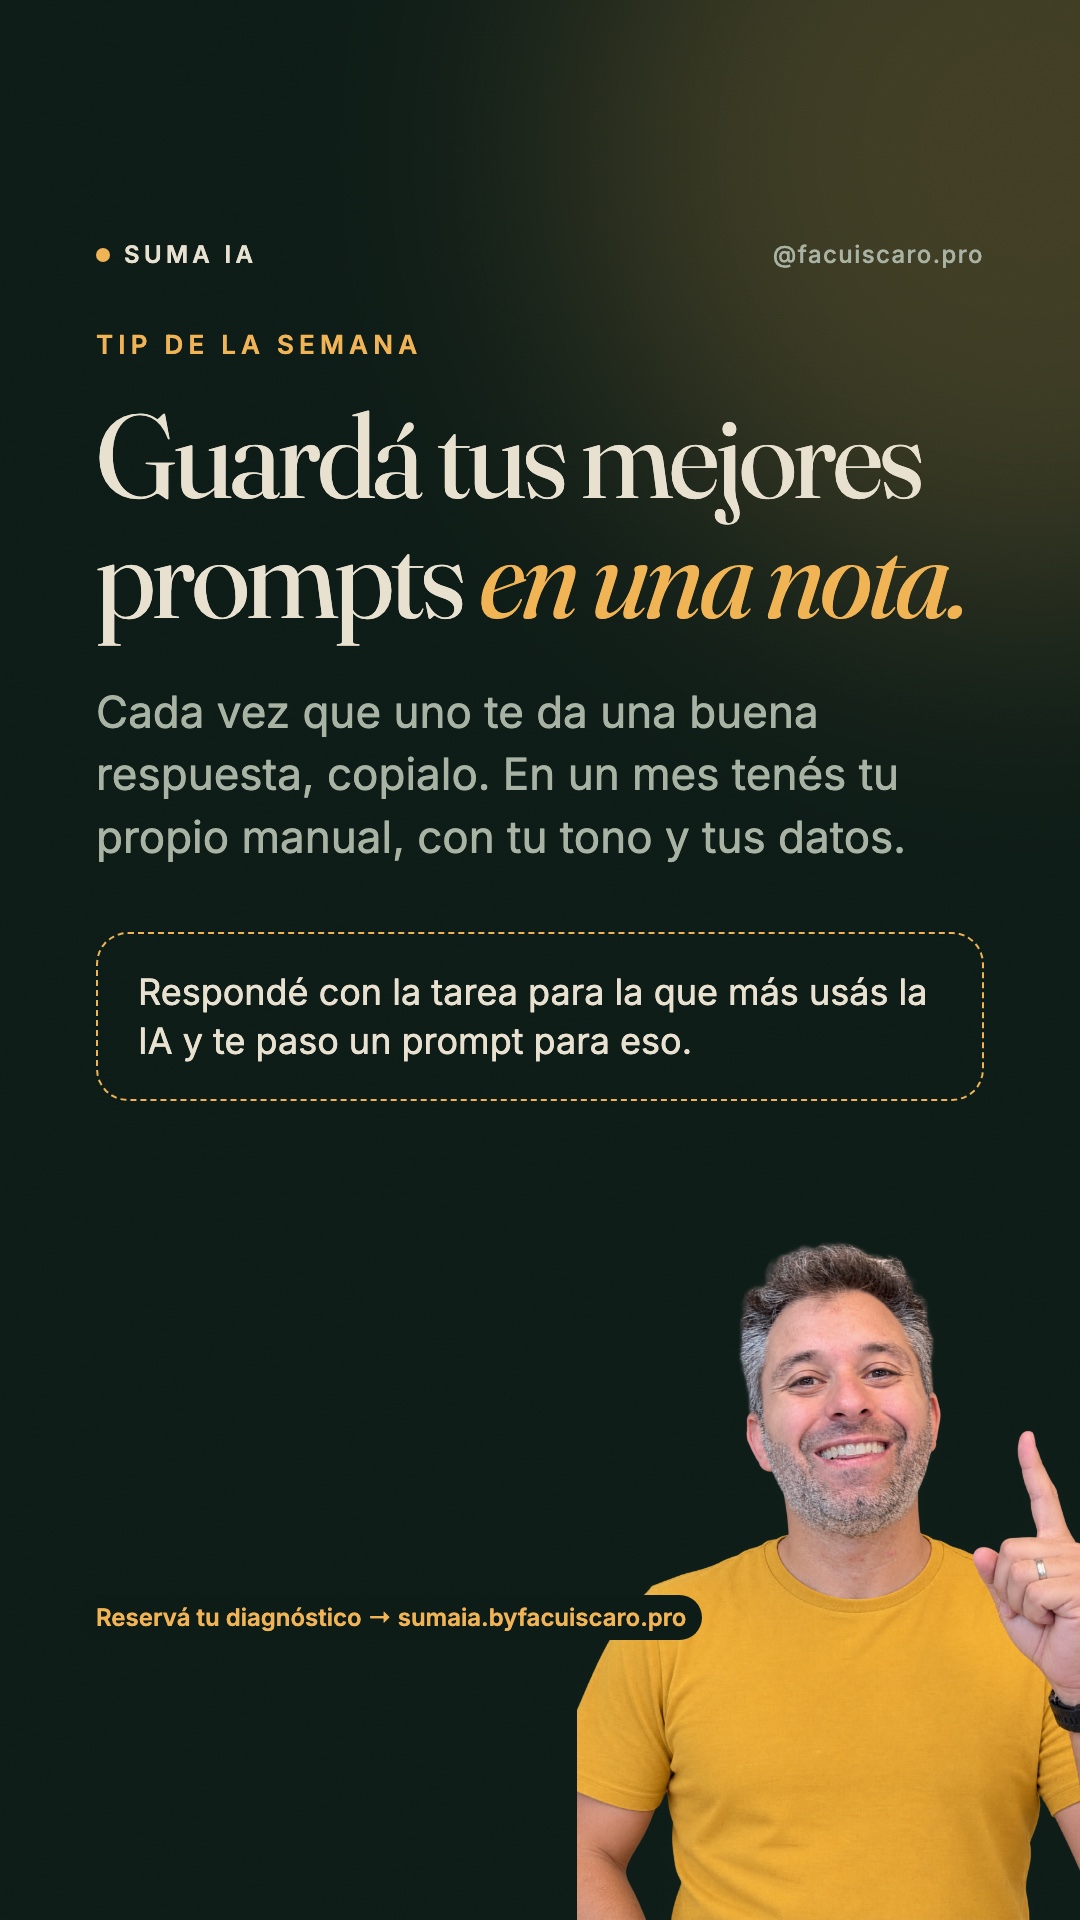 SUMA IA
@facuiscaro.pro
TIP DE LA SEMANA
Guardá tus mejores
prompts en una nota.
Cada vez que uno te da una buena
respuesta, copialo. En un mes tenés tu
propio manual, con tu tono y tus datos.
Respondé con la tarea para la que más usás la
IA y te paso un prompt para eso.
Reservá tu diagnóstico → sumaia.byfacuiscaro.pro